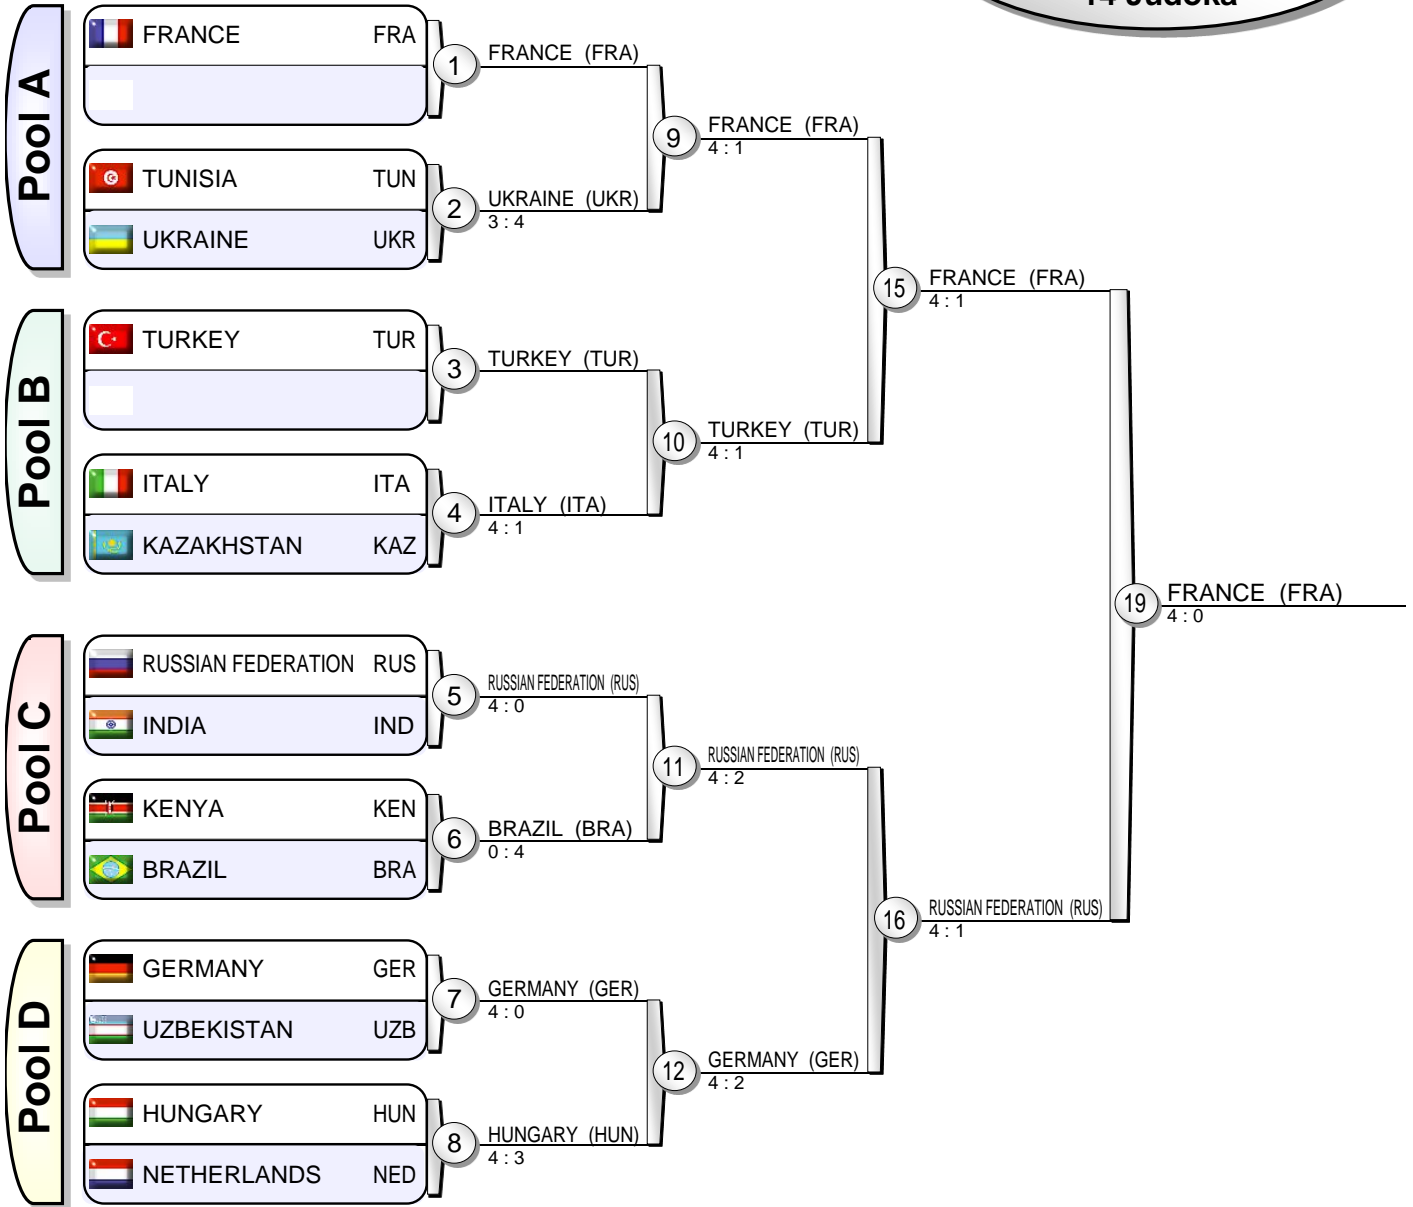 14 Judoka
Pool A
FRANCE FRA
1
FRANCE (FRA)
TUNISIA TUN
UKRAINE UKR
2
UKRAINE (UKR)
3 : 4
9
FRANCE (FRA)
4 : 1
Pool B
TURKEY TUR
3
TURKEY (TUR)
ITALY ITA
KAZAKHSTAN KAZ
4
ITALY (ITA)
4 : 1
10
TURKEY (TUR)
4 : 1
15
FRANCE (FRA)
4 : 1
Pool C
RUSSIAN FEDERATION RUS
INDIA IND
5
RUSSIAN FEDERATION (RUS)
4 : 0
KENYA KEN
BRAZIL BRA
6
BRAZIL (BRA)
0 : 4
11
RUSSIAN FEDERATION (RUS)
4 : 2
Pool D
GERMANY GER
UZBEKISTAN UZB
7
GERMANY (GER)
4 : 0
HUNGARY HUN
NETHERLANDS NED
8
HUNGARY (HUN)
4 : 3
12
GERMANY (GER)
4 : 2
16
RUSSIAN FEDERATION (RUS)
4 : 1
19
FRANCE (FRA)
4 : 0